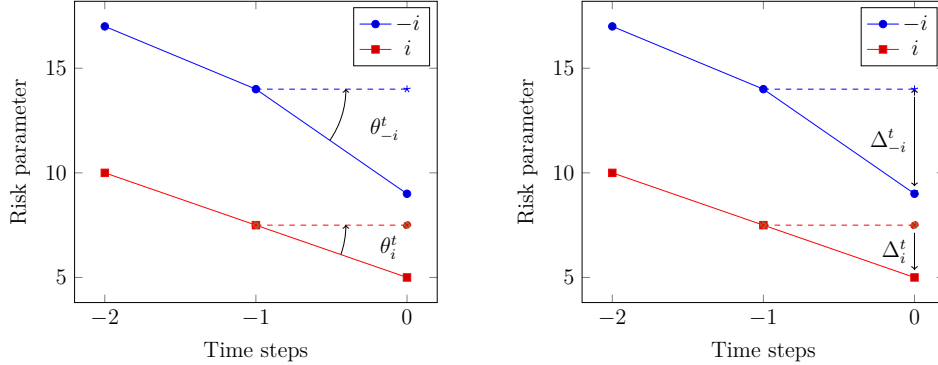 −i
i
15
10
5
Risk parameter
θ^t_{−i}
θ^t_i
−2
−1
0
Time steps
−i
i
15
10
5
Risk parameter
Δ^t_{−i}
Δ^t_i
−2
−1
0
Time steps